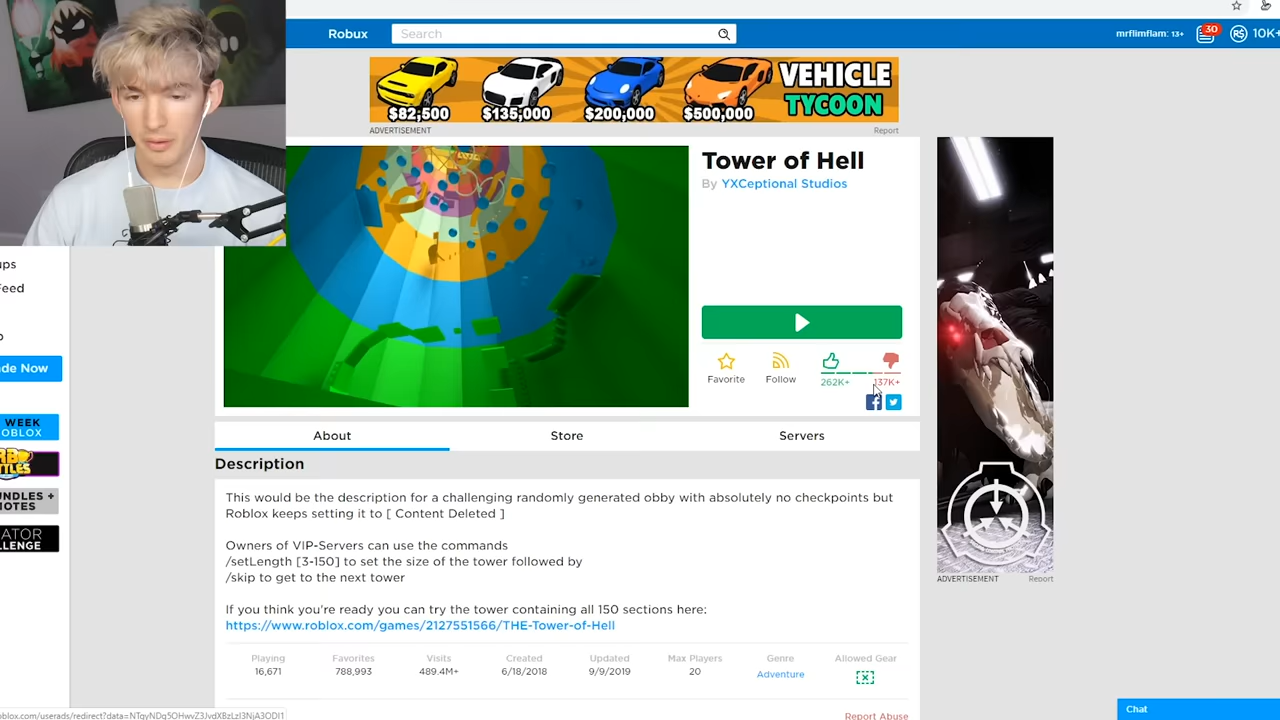 Robux
Search
mrflimflam: 13+
30
10K+
$82,500
$135,000
$200,000
$500,000
VEHICLE
TYCOON
ADVERTISEMENT
Report
Tower of Hell
By YXCeptional Studios
Favorite
Follow
262K+
137K+
ups
Feed
de Now
WEEK
OBLOX
TLES
NDLES +
OTES
ATOR
LLENGE
About
Store
Servers
Description
This would be the description for a challenging randomly generated obby with absolutely no checkpoints but
Roblox keeps setting it to [ Content Deleted ]
Owners of VIP-Servers can use the commands
/setLength [3-150] to set the size of the tower followed by
/skip to get to the next tower
If you think you're ready you can try the tower containing all 150 sections here:
https://www.roblox.com/games/2127551566/THE-Tower-of-Hell
ADVERTISEMENT
Report
Playing
Favorites
Visits
Created
Updated
Max Players
Genre
Allowed Gear
16,671
788,993
489.4M+
6/18/2018
9/9/2019
20
Adventure
Report Abuse
Chat